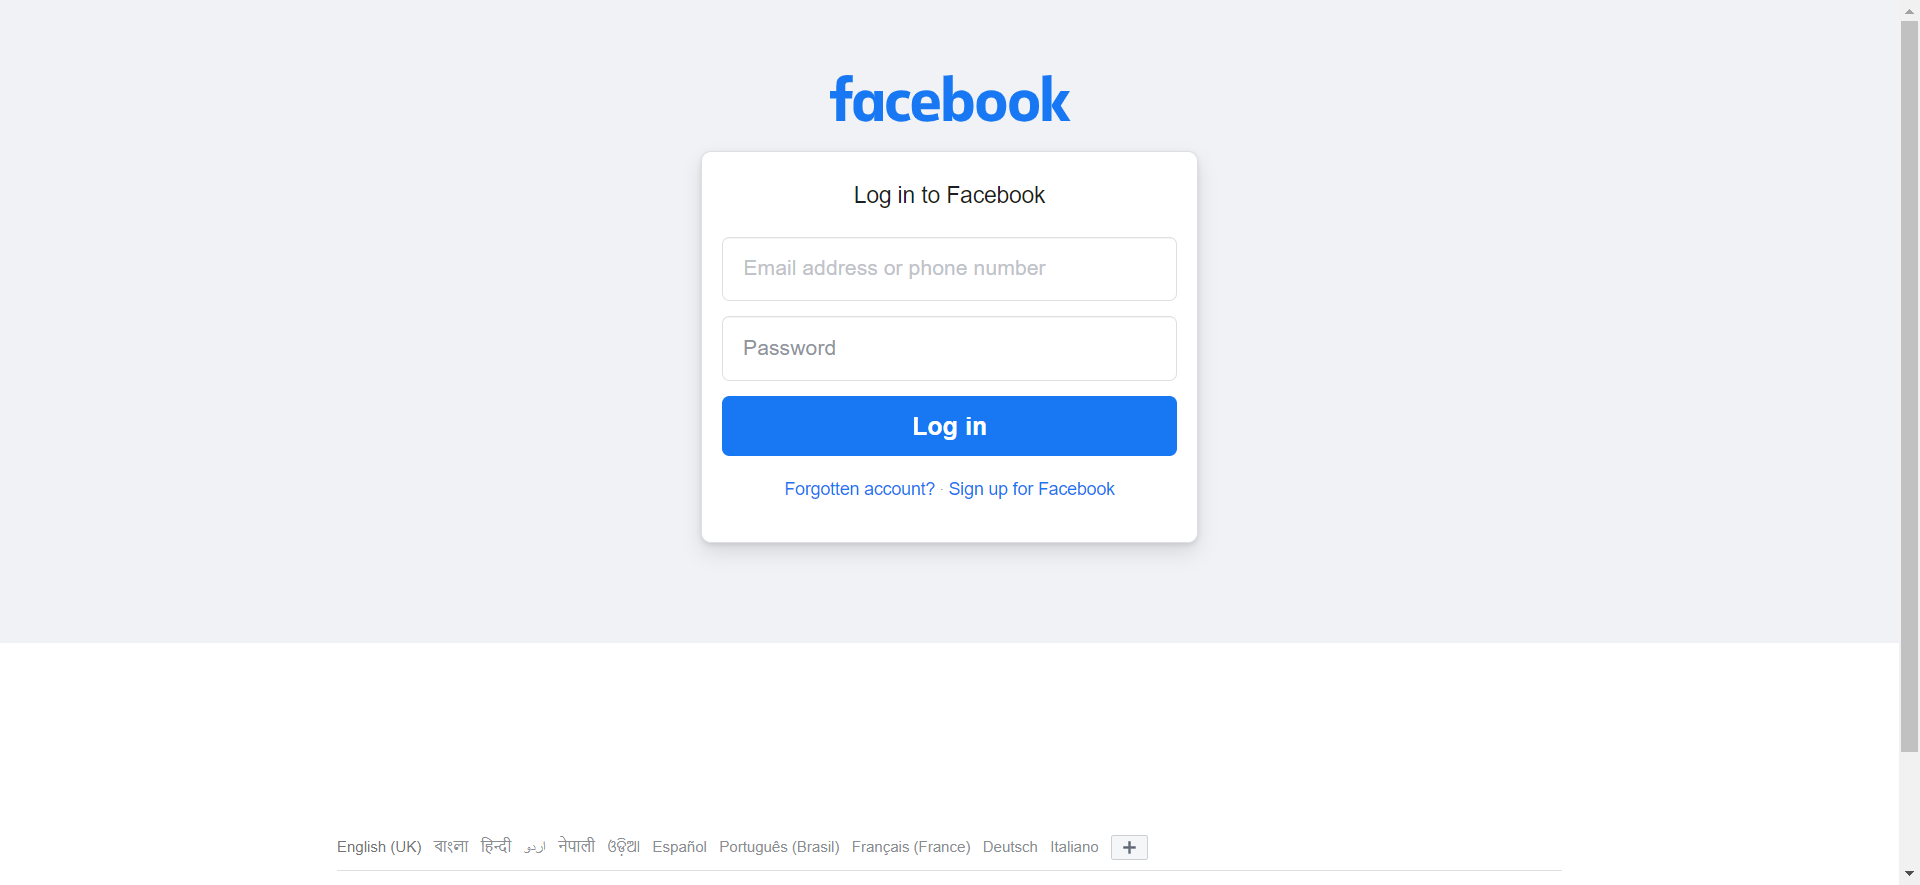 facebook
Log in to Facebook
Email address or phone number
Password
Log in
Forgotten account? · Sign up for Facebook
English (UK) বাংলা हिन्दी اردو नेपाली ଓଡ଼ିଆ Español Português (Brasil) Français (France) Deutsch Italiano